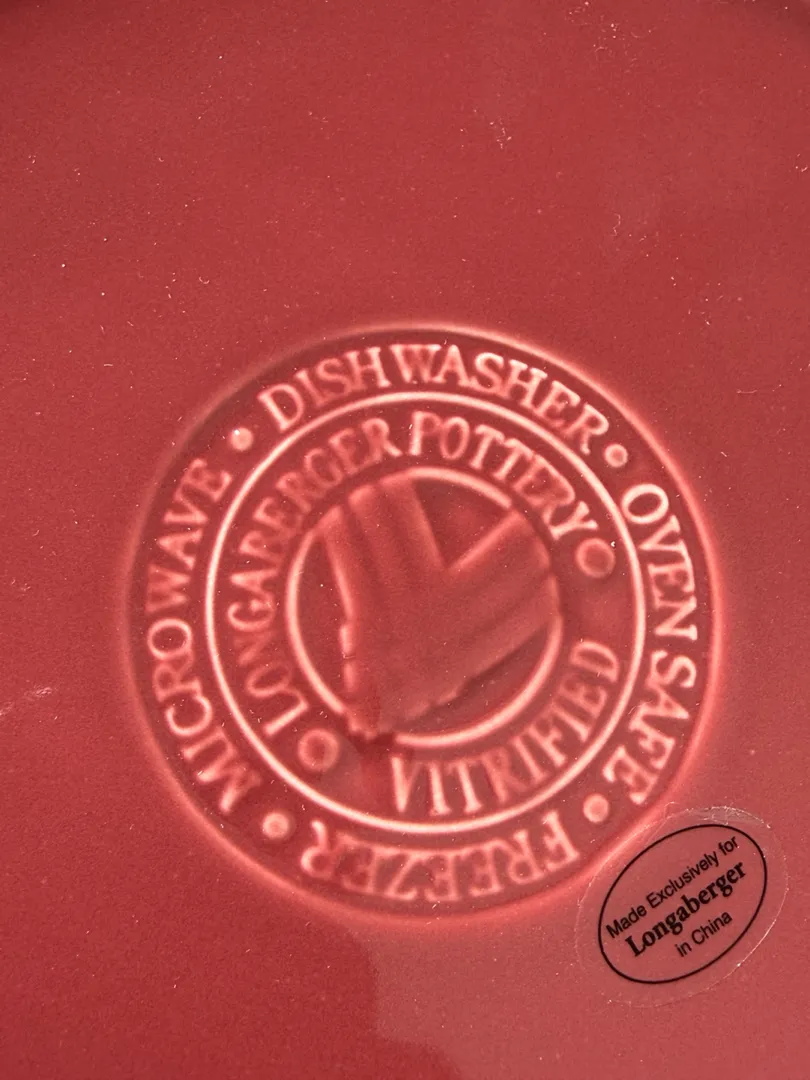 MICROWAVE • DISHWASHER • OVEN SAFE • FREEZER •
• LONGABERGER POTTERY •
VITRIFIED
Made Exclusively for
Longaberger
in China